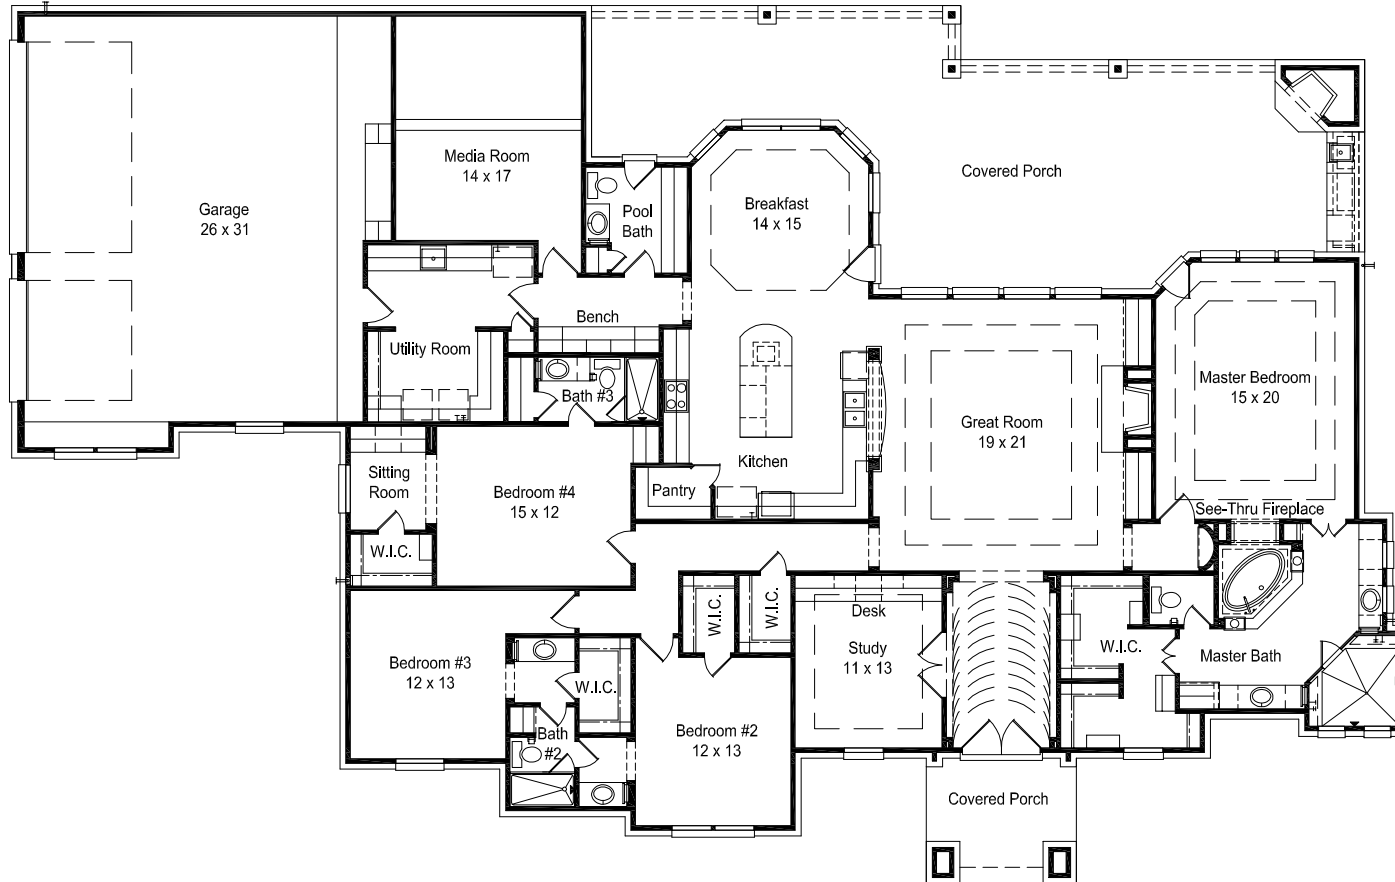 Media Room
14 x 17
Covered Porch
Garage
26 x 31
Pool
Bath
Breakfast
14 x 15
Bench
Utility Room
Bath #3
Master Bedroom
15 x 20
Great Room
19 x 21
Kitchen
Sitting
Room
Bedroom #4
15 x 12
Pantry
See-Thru Fireplace
W.I.C.
W.I.C.
W.I.C.
Desk
Study
11 x 13
W.I.C.
Master Bath
Bedroom #3
12 x 13
W.I.C.
Bath
#2
Bedroom #2
12 x 13
Covered Porch